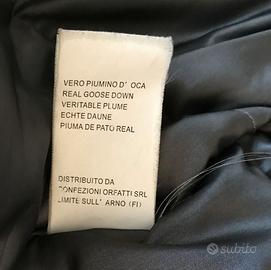 VERO PIUMINO D' OCA
REAL GOOSE DOWN
VERITABLE PLUME
ECHTE DAUNE
PIUMA DE PATO REAL
DISTRIBUITO DA
CONFEZIONI ORFATTI SRL
LIMITE SULL' ARNO (FI)
subito